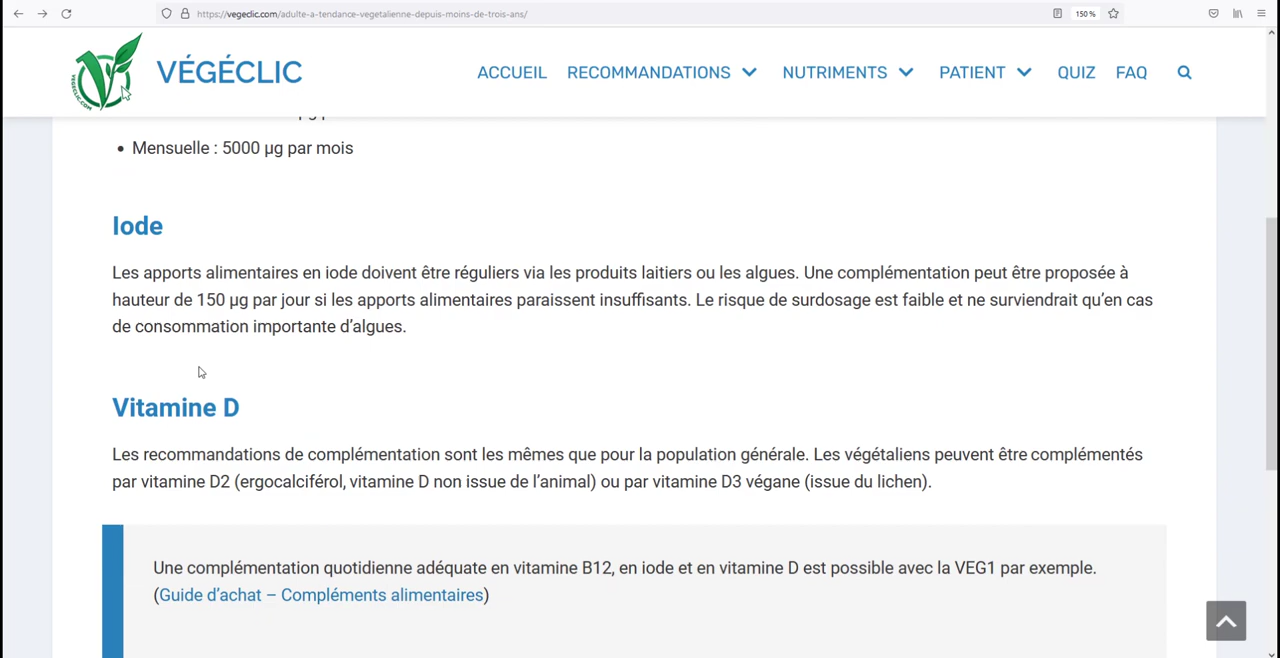 https://vegeclic.com/adulte-a-tendance-vegetalienne-depuis-moins-de-trois-ans/
150 %
VEGECLIC.COM
VÉGÉCLIC
ACCUEIL RECOMMANDATIONS NUTRIMENTS PATIENT QUIZ FAQ
• Mensuelle : 5000 µg par mois
Iode
Les apports alimentaires en iode doivent être réguliers via les produits laitiers ou les algues. Une complémentation peut être proposée à
hauteur de 150 µg par jour si les apports alimentaires paraissent insuffisants. Le risque de surdosage est faible et ne surviendrait qu’en cas
de consommation importante d’algues.
Vitamine D
Les recommandations de complémentation sont les mêmes que pour la population générale. Les végétaliens peuvent être complémentés
par vitamine D2 (ergocalciférol, vitamine D non issue de l’animal) ou par vitamine D3 végane (issue du lichen).
Une complémentation quotidienne adéquate en vitamine B12, en iode et en vitamine D est possible avec la VEG1 par exemple.
(Guide d’achat – Compléments alimentaires)